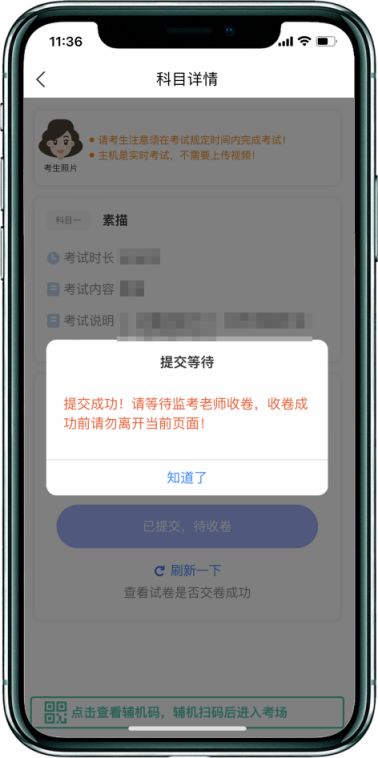 11:36
科目详情
请考生注意须在考试规定时间内完成考试！
主机是实时考试，不需要上传视频！
考生照片
科目一 素描
考试时长
考试内容
考试说明
提交等待
提交成功！请等待监考老师收卷，收卷成
功前请勿离开当前页面！
知道了
已提交，待收卷
刷新一下
查看试卷是否交卷成功
点击查看辅机码，辅机扫码后进入考场